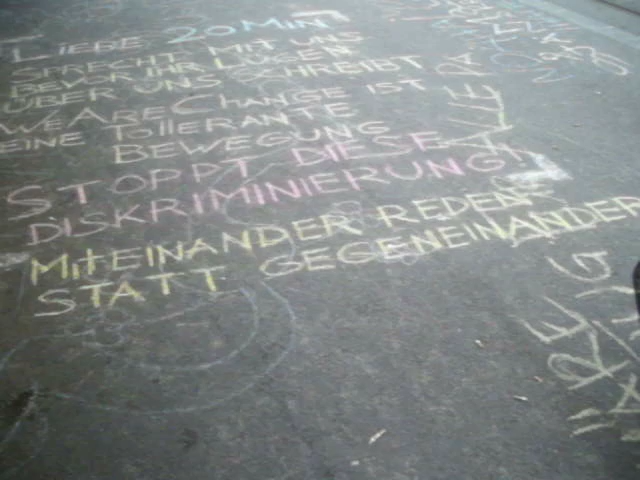 LIEBE 20 MIN
SPRECHT MIT UNS
BEVOR IHR LÜGEN
ÜBER UNS SCHREIBT
WEARECHANGE IST
EINE TOllERANTE
BEWEGUNG
STOPPT DIESE
DISKRIMINIERUNG!
MItEINANDER REDEN
STATT GEGENEINANDER